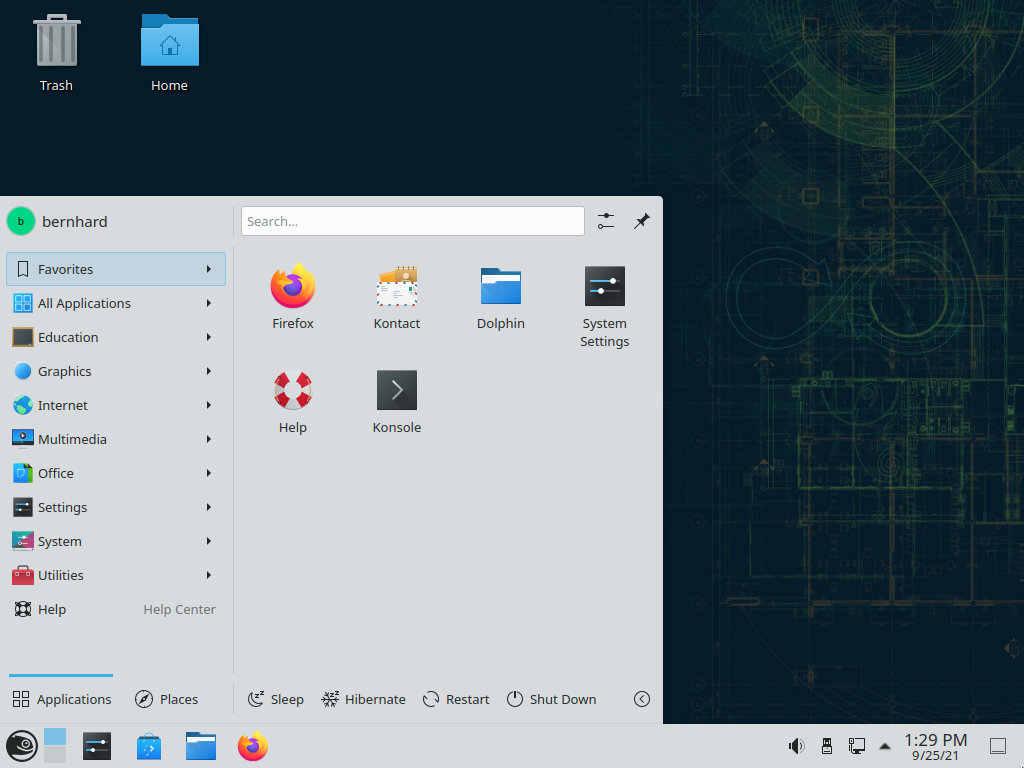 Trash
Home
b
bernhard
Search...
Favorites
All Applications
Education
Graphics
Internet
Multimedia
Office
Settings
System
Utilities
Help
Help Center
Firefox
Kontact
Dolphin
System
Settings
Help
Konsole
Applications
Places
Sleep
Hibernate
Restart
Shut Down
1:29 PM
9/25/21